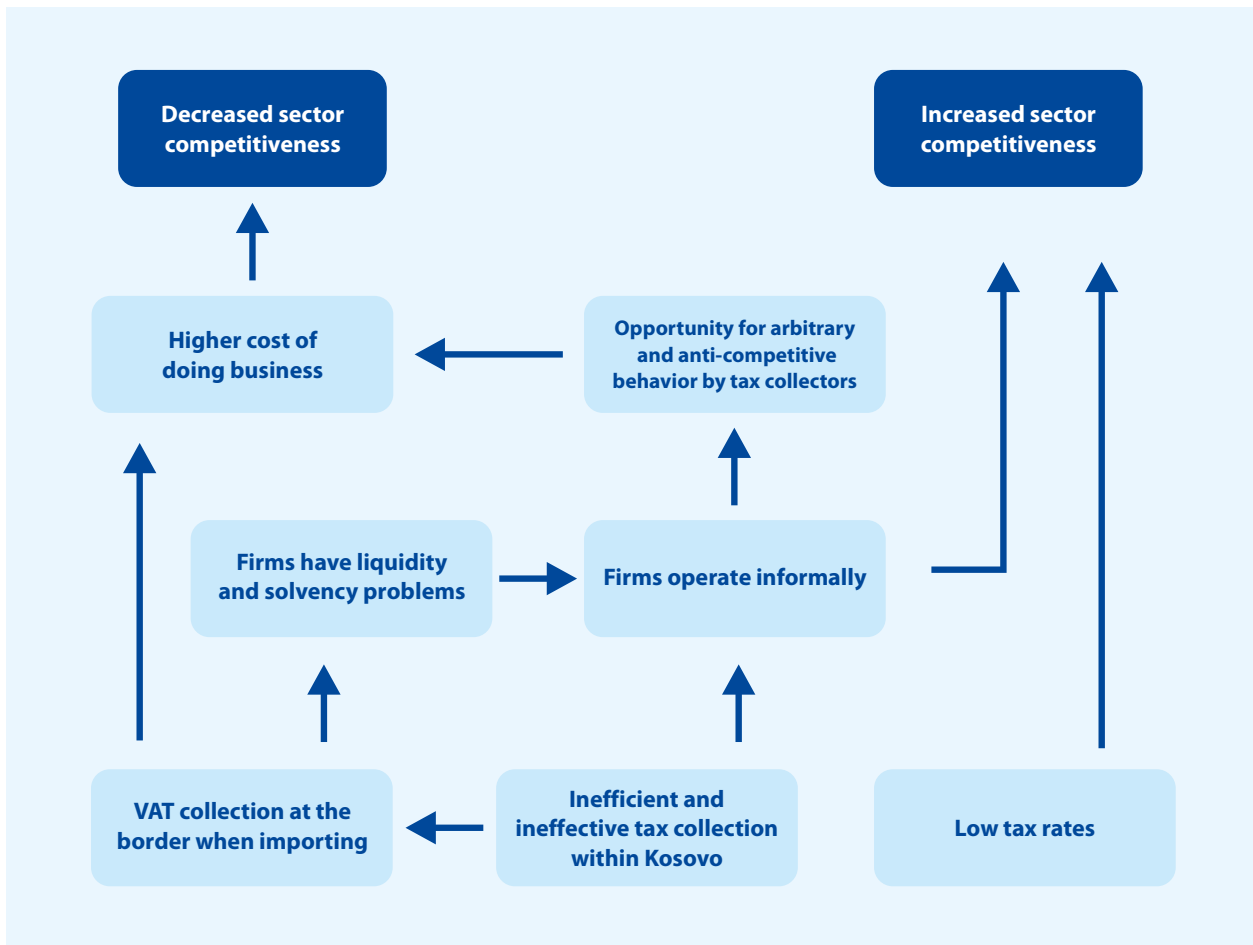 Decreased sector
competitiveness
Increased sector
competitiveness
Higher cost of
doing business
Opportunity for arbitrary
and anti-competitive
behavior by tax collectors
Firms have liquidity
and solvency problems
Firms operate informally
VAT collection at the
border when importing
Inefficient and
ineffective tax collection
within Kosovo
Low tax rates